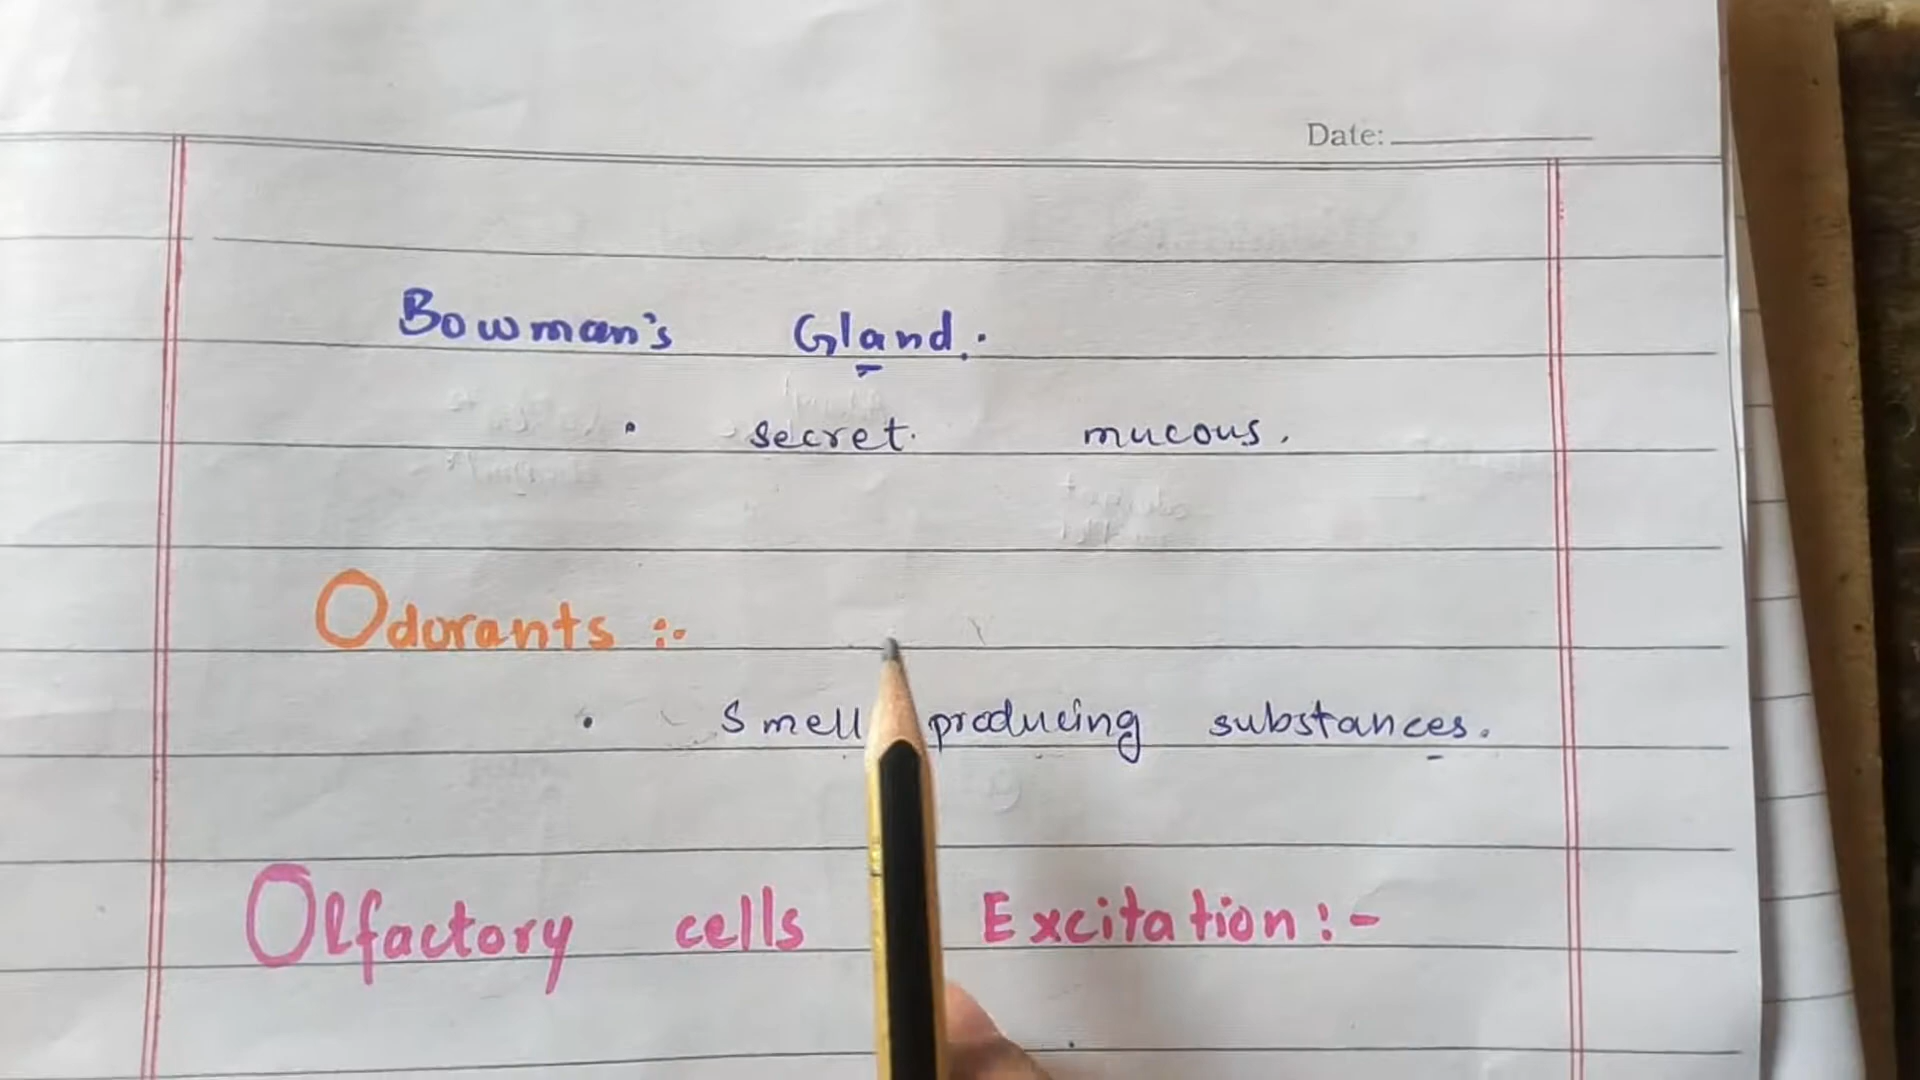 Date:
Bowman's Gland.
• secret. mucous.
Odorants :-
• Smell producing substances.
Olfactory cells Excitation :-